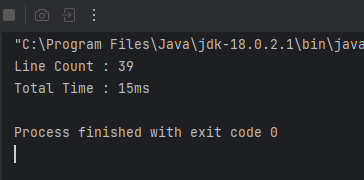 "C:\Program Files\Java\jdk-18.0.2.1\bin\java
Line Count : 39
Total Time : 15ms
Process finished with exit code 0